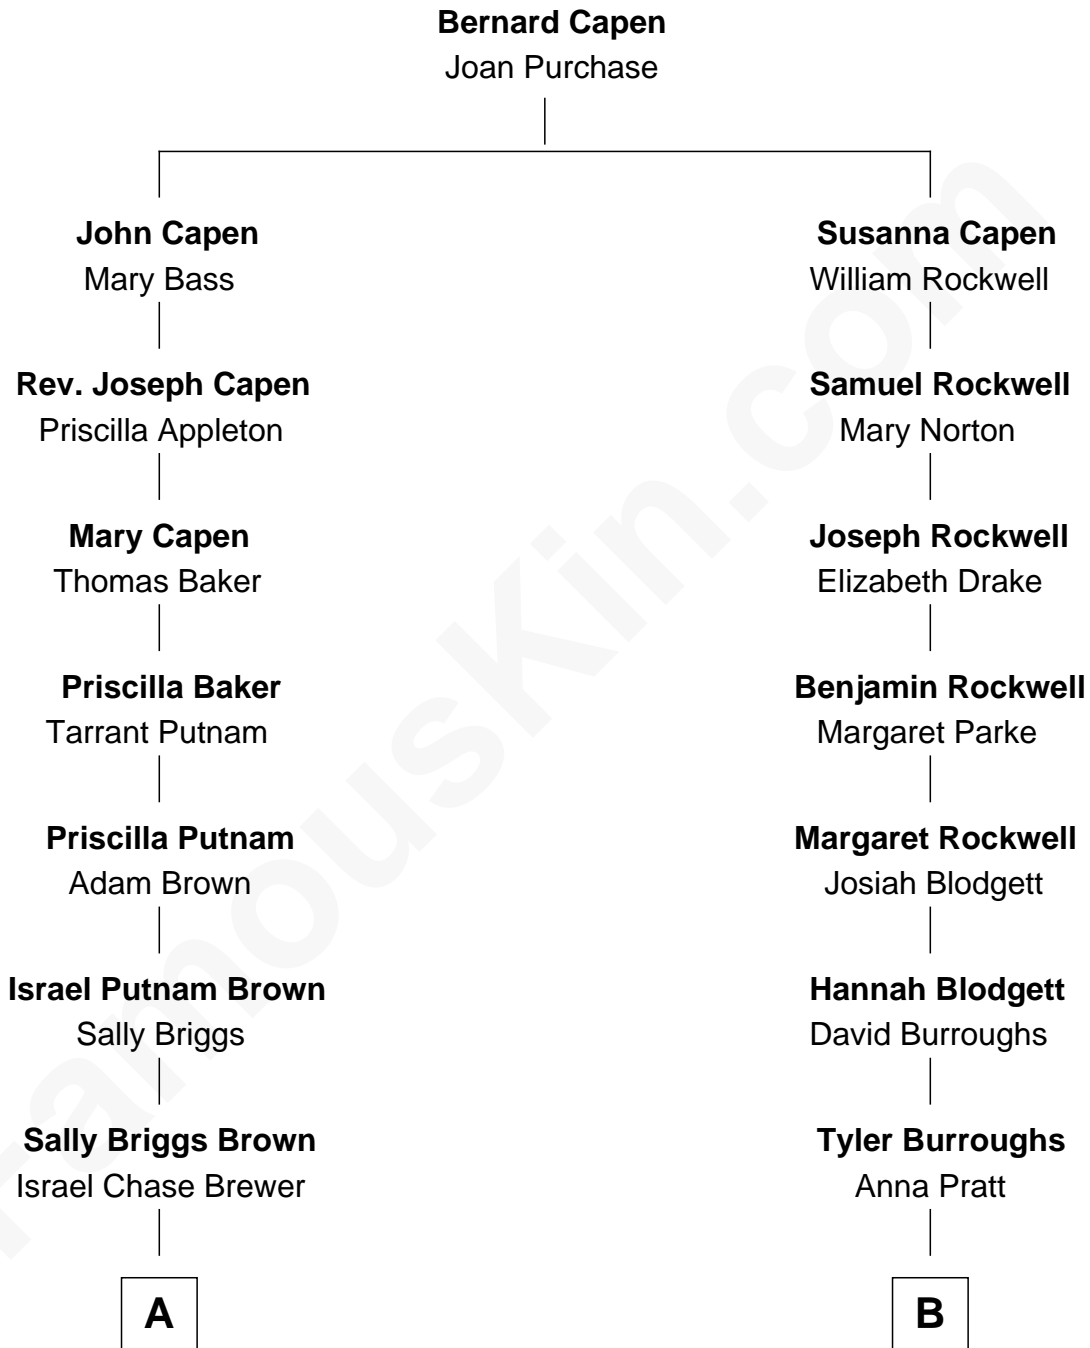 Bernard Capen
Joan Purchase
John Capen
Mary Bass
Susanna Capen
William Rockwell
Rev. Joseph Capen
Priscilla Appleton
Samuel Rockwell
Mary Norton
Mary Capen
Thomas Baker
Joseph Rockwell
Elizabeth Drake
Priscilla Baker
Tarrant Putnam
Benjamin Rockwell
Margaret Parke
Priscilla Putnam
Adam Brown
Margaret Rockwell
Josiah Blodgett
Israel Putnam Brown
Sally Briggs
Hannah Blodgett
David Burroughs
Sally Briggs Brown
Israel Chase Brewer
Tyler Burroughs
Anna Pratt
A
B
FamousKin.com